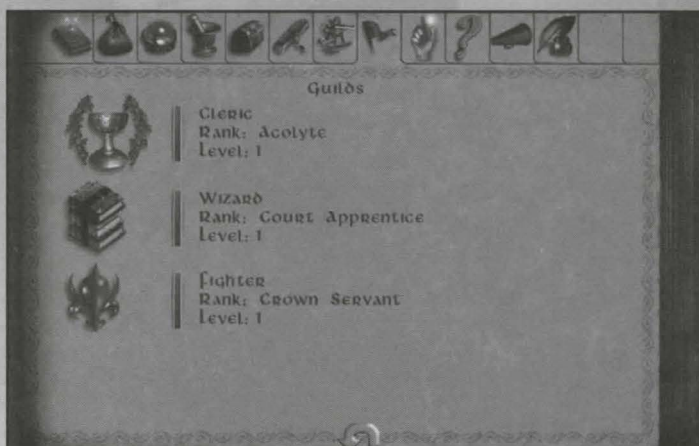 Guilds
Cleric
Rank: Acolyte
Level: 1
Wizard
Rank: Court Apprentice
Level: 1
Fighter
Rank: Crown Servant
Level: 1